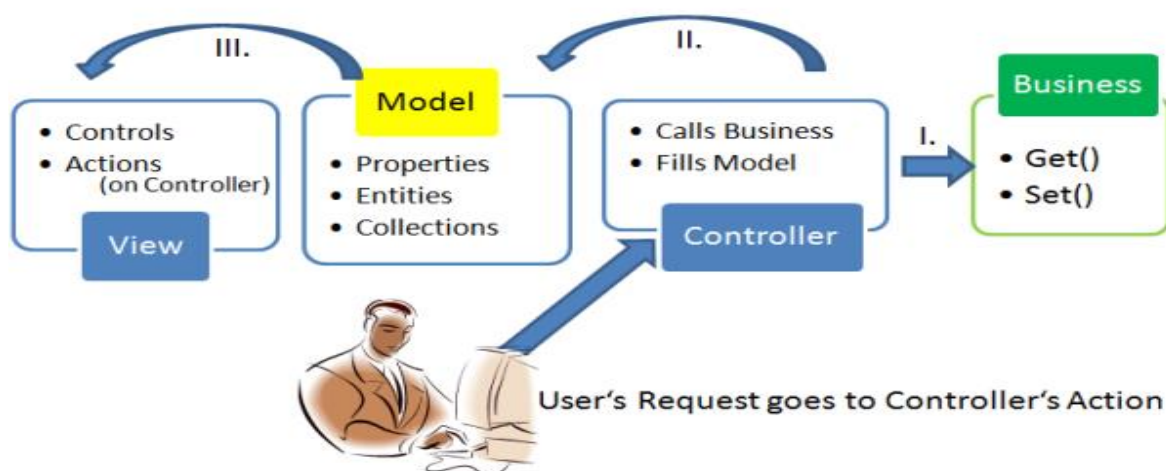 III.
II.
I.
Model
Business
• Controls
• Actions
(on Controller)
View
• Properties
• Entities
• Collections
• Calls Business
• Fills Model
Controller
• Get()
• Set()
User's Request goes to Controller's Action